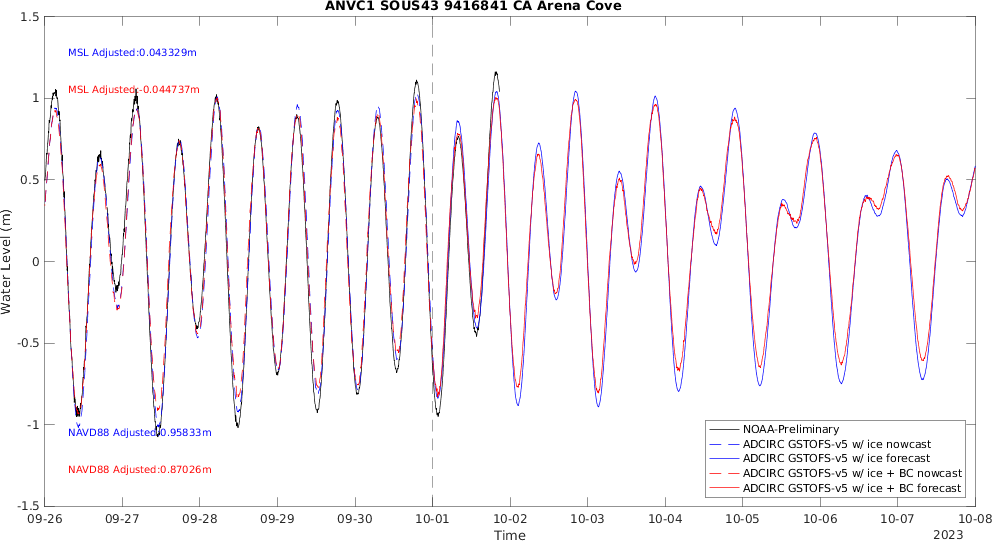 ANVC1 SOUS43 9416841 CA Arena Cove
1.5
1
0.5
0
-0.5
-1
-1.5
Water Level (m)
MSL Adjusted:0.043329m
MSL Adjusted:-0.044737m
NAVD88 Adjusted:0.95833m
NAVD88 Adjusted:0.87026m
NOAA-Preliminary
ADCIRC GSTOFS-v5 w/ ice nowcast
ADCIRC GSTOFS-v5 w/ ice forecast
ADCIRC GSTOFS-v5 w/ ice + BC nowcast
ADCIRC GSTOFS-v5 w/ ice + BC forecast
09-26 09-27 09-28 09-29 09-30 10-01 10-02 10-03 10-04 10-05 10-06 10-07 10-08
Time
2023